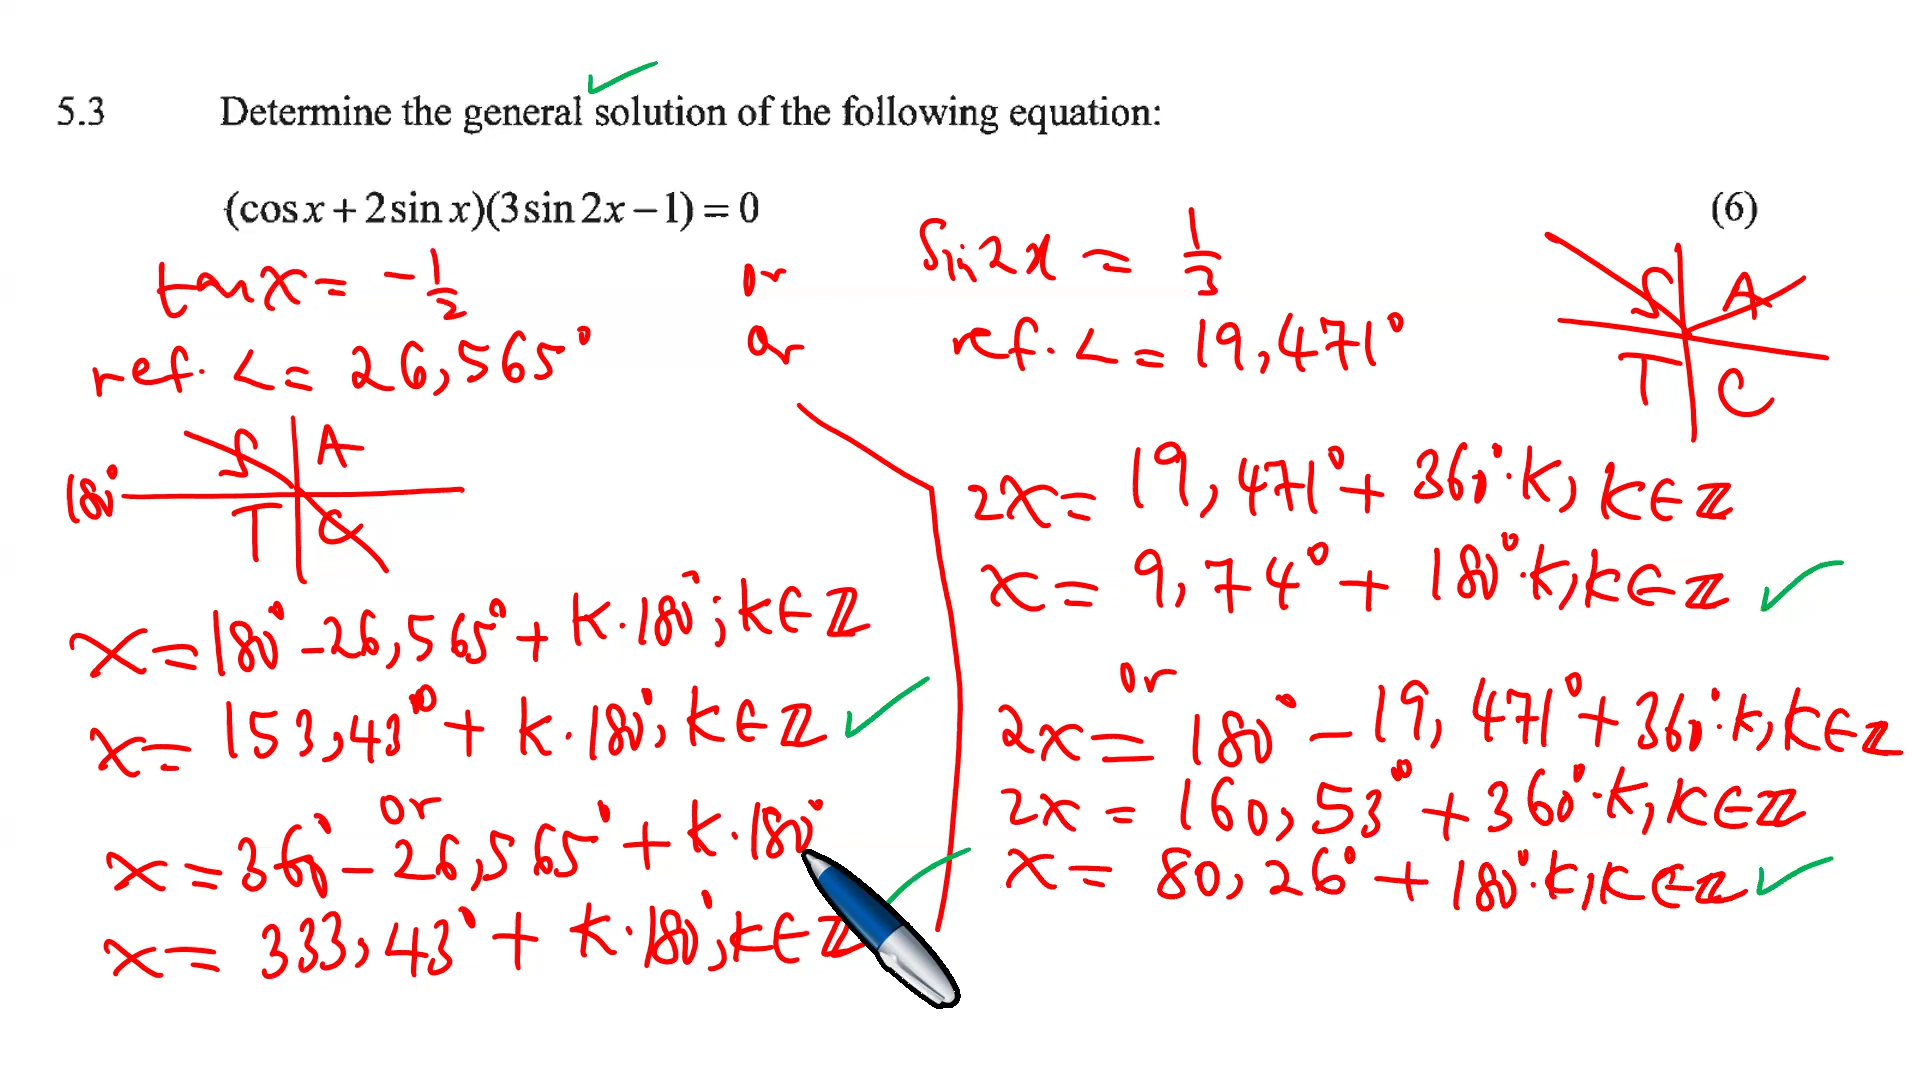 5.3 Determine the general solution of the following equation:
(cos x + 2 sin x)(3 sin 2x − 1) = 0 (6)
tan x = -1/2 or sin 2x = 1/3
ref. ∠ = 26,565° or ref. ∠ = 19,471°
S A
T C
S A
180°
T C
x = 180° - 26,565° + k·180°; k ∈ ℤ
x = 153,43° + k·180°; k ∈ ℤ
or
x = 360° - 26,565° + k·180°
x = 333,43° + k·180°; k ∈ ℤ
2x = 19,471° + 360°·k, k ∈ ℤ
x = 9,74° + 180°·k, k ∈ ℤ
or
2x = 180° - 19,471° + 360°·k, k ∈ ℤ
2x = 160,53° + 360°·k, k ∈ ℤ
x = 80,26° + 180°·k, k ∈ ℤ